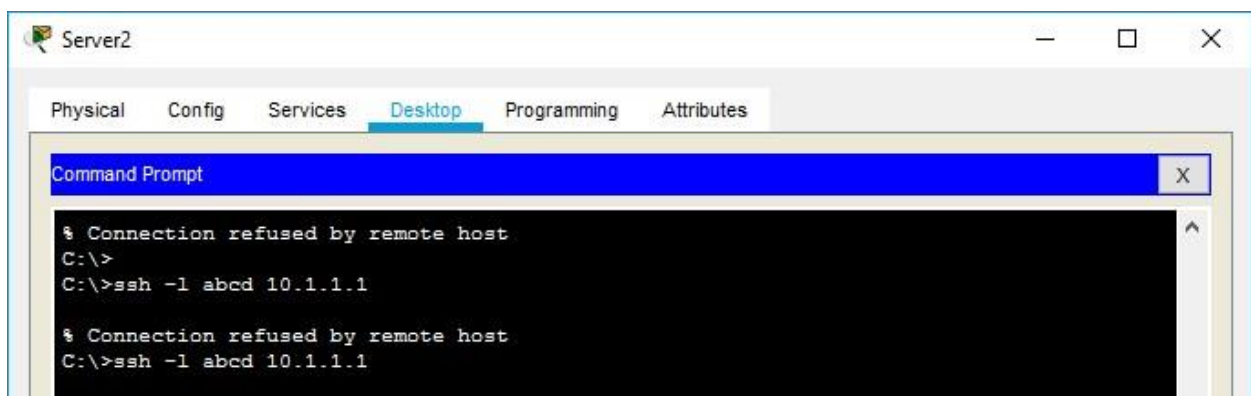 Server2
Physical Config Services Desktop Programming Attributes
Command Prompt X
% Connection refused by remote host
C:\>
C:\>ssh -l abcd 10.1.1.1
% Connection refused by remote host
C:\>ssh -l abcd 10.1.1.1